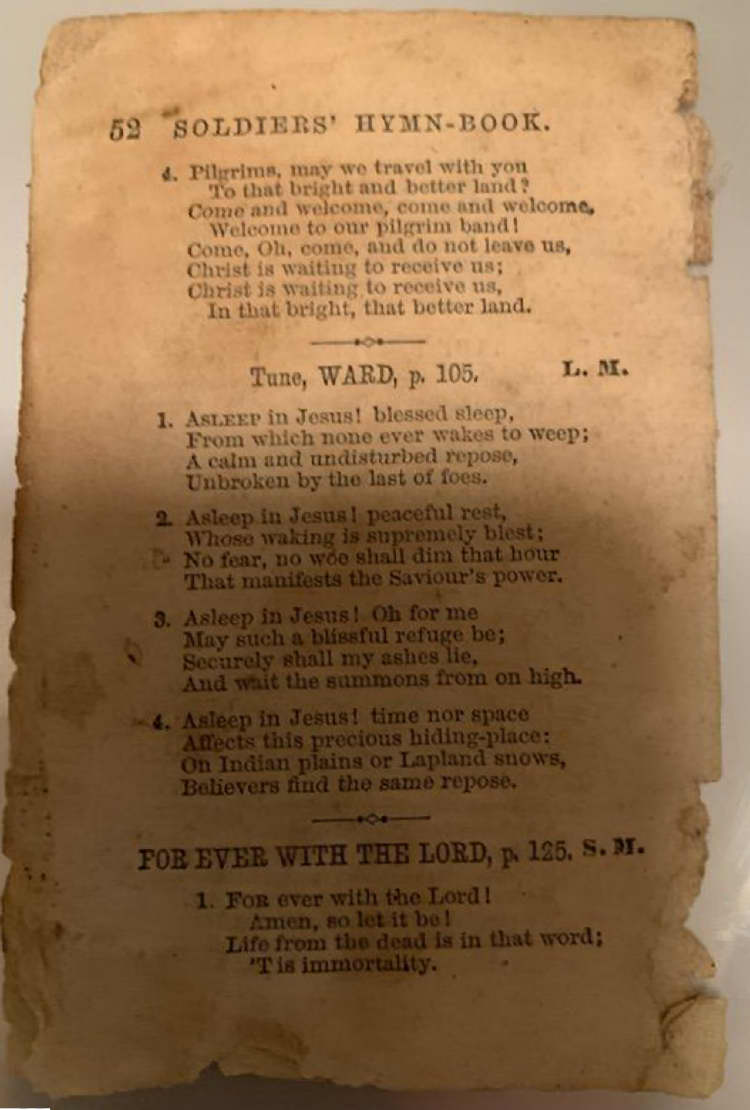 52 SOLDIERS' HYMN-BOOK.
4. Pilgrims, may we travel with you
To that bright and better land?
Come and welcome, come and welcome,
Welcome to our pilgrim band!
Come, Oh, come, and do not leave us,
Christ is waiting to receive us;
Christ is waiting to receive us,
In that bright, that better land.
Tune, WARD, p. 105. L. M.
1. ASLEEP in Jesus! blessed sleep,
From which none ever wakes to weep;
A calm and undisturbed repose,
Unbroken by the last of foes.
2. Asleep in Jesus! peaceful rest,
Whose waking is supremely blest;
No fear, no woe shall dim that hour
That manifests the Saviour's power.
3. Asleep in Jesus! Oh for me
May such a blissful refuge be;
Securely shall my ashes lie,
And wait the summons from on high.
4. Asleep in Jesus! time nor space
Affects this precious hiding-place:
On Indian plains or Lapland snows,
Believers find the same repose.
FOR EVER WITH THE LORD, p. 125. S. M.
1. FOR ever with the Lord!
Amen, so let it be!
Life from the dead is in that word;
'T is immortality.